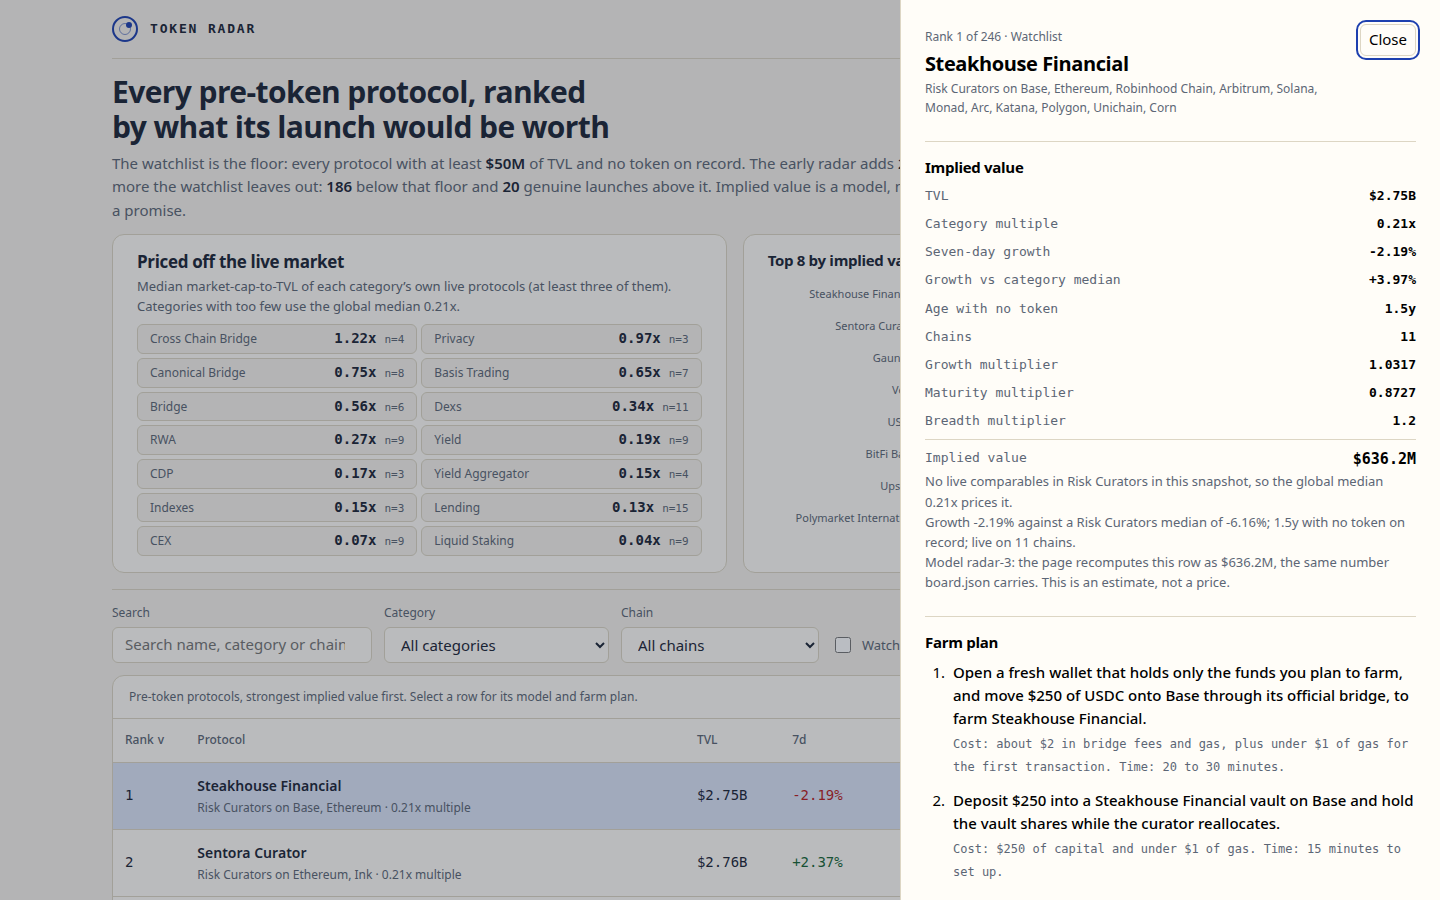 TOKEN RADAR
Every pre-token protocol, ranked
by what its launch would be worth
The watchlist is the floor: every protocol with at least $50M of TVL and no token on record. The early radar adds
more the watchlist leaves out: 186 below that floor and 20 genuine launches above it. Implied value is a model,
a promise.
Priced off the live market
Median market-cap-to-TVL of each category's own live protocols (at least three of them).
Categories with too few use the global median 0.21x.
Cross Chain Bridge 1.22x n=4
Privacy 0.97x n=3
Canonical Bridge 0.75x n=8
Basis Trading 0.65x n=7
Bridge 0.56x n=6
Dexs 0.34x n=11
RWA 0.27x n=9
Yield 0.19x n=9
CDP 0.17x n=3
Yield Aggregator 0.15x n=4
Indexes 0.15x n=3
Lending 0.13x n=15
CEX 0.07x n=9
Liquid Staking 0.04x n=9
Top 8 by implied va
Steakhouse Finan
Sentora Cura
Gaun
V
US
BitFi Ba
Ups
Polymarket Internat
Search
Category
Chain
Search name, category or chain
All categories
All chains
Watch
Pre-token protocols, strongest implied value first. Select a row for its model and farm plan.
Rank v Protocol TVL 7d
1 Steakhouse Financial $2.75B -2.19%
Risk Curators on Base, Ethereum · 0.21x multiple
2 Sentora Curator $2.76B +2.37%
Risk Curators on Ethereum, Ink · 0.21x multiple
Rank 1 of 246 · Watchlist
Close
Steakhouse Financial
Risk Curators on Base, Ethereum, Robinhood Chain, Arbitrum, Solana,
Monad, Arc, Katana, Polygon, Unichain, Corn
Implied value
TVL $2.75B
Category multiple 0.21x
Seven-day growth -2.19%
Growth vs category median +3.97%
Age with no token 1.5y
Chains 11
Growth multiplier 1.0317
Maturity multiplier 0.8727
Breadth multiplier 1.2
Implied value $636.2M
No live comparables in Risk Curators in this snapshot, so the global median
0.21x prices it.
Growth -2.19% against a Risk Curators median of -6.16%; 1.5y with no token on
record; live on 11 chains.
Model radar-3: the page recomputes this row as $636.2M, the same number
board.json carries. This is an estimate, not a price.
Farm plan
1. Open a fresh wallet that holds only the funds you plan to farm,
and move $250 of USDC onto Base through its official bridge, to
farm Steakhouse Financial.
Cost: about $2 in bridge fees and gas, plus under $1 of gas for
the first transaction. Time: 20 to 30 minutes.
2. Deposit $250 into a Steakhouse Financial vault on Base and hold
the vault shares while the curator reallocates.
Cost: $250 of capital and under $1 of gas. Time: 15 minutes to
set up.